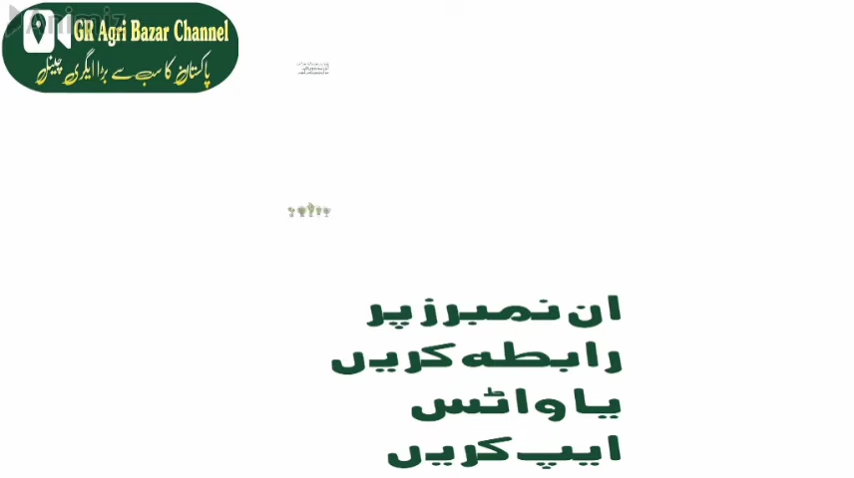 Animiz
GR Agri Bazar Channel
پاکستان کا سب سے بڑا ایگری چینل
ان نمبرز پر
رابطہ کریں
یا واٹس
ایپ کریں